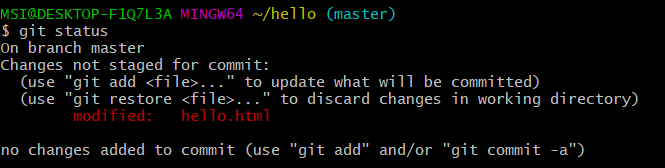 MSI@DESKTOP-F1Q7L3A MINGW64 ~/hello (master)
$ git status
On branch master
Changes not staged for commit:
  (use "git add <file>..." to update what will be committed)
  (use "git restore <file>..." to discard changes in working directory)
        modified:   hello.html

no changes added to commit (use "git add" and/or "git commit -a")